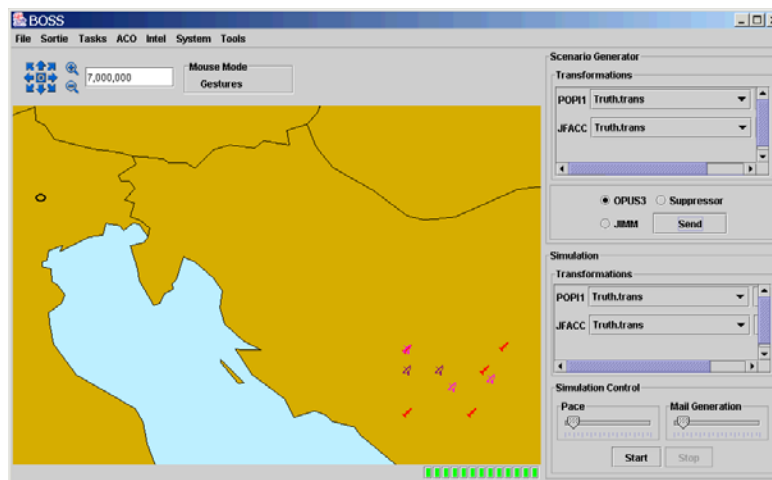 BOSS
File Sortie Tasks ACO Intel System Tools
7,000,000
Mouse Mode
Gestures
Scenario Generator
Transformations
POPI1 Truth.trans
JFACC Truth.trans
OPUS3 Suppressor
JIMM Send
Simulation
Transformations
POPI1 Truth.trans
JFACC Truth.trans
Simulation Control
Pace Mail Generation
Start Stop